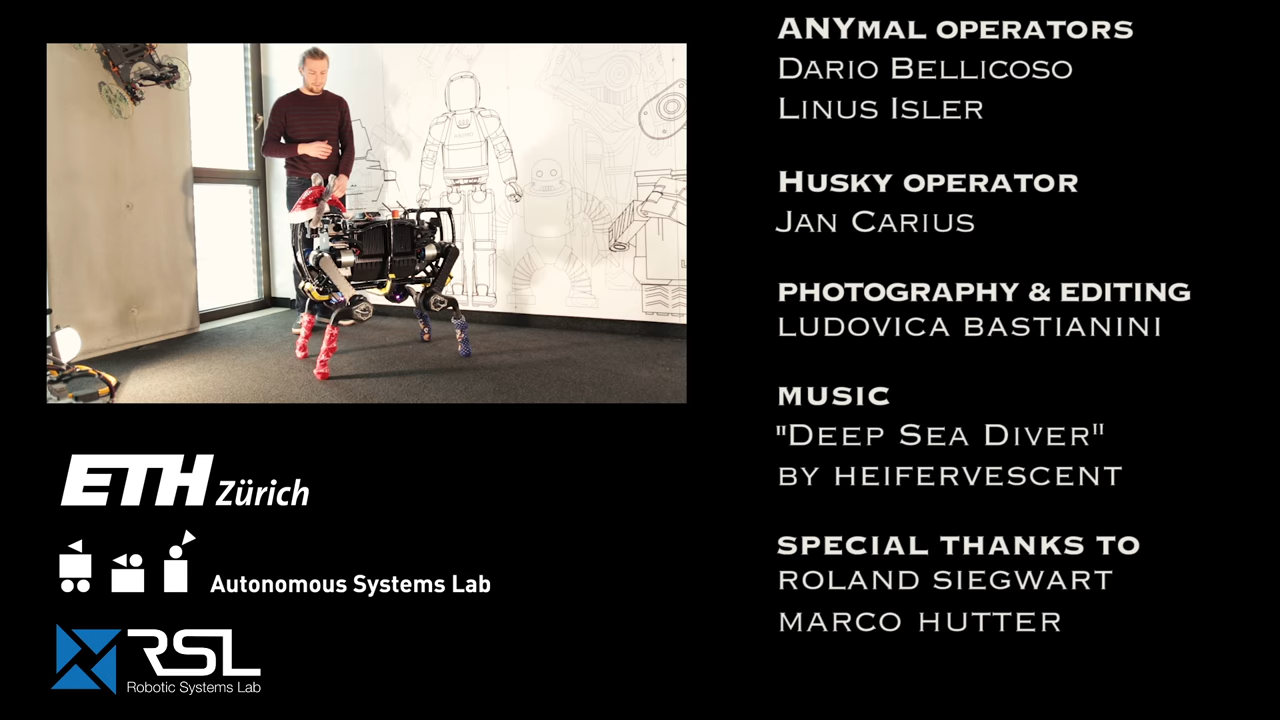 ANYmal operators
Dario Bellicoso
Linus Isler
Husky operator
Jan Carius
PHOTOGRAPHY & EDITING
LUDOVICA BASTIANINI
MUSIC
"Deep Sea Diver"
BY HEIFERVESCENT
SPECIAL THANKS TO
ROLAND SIEGWART
MARCO HUTTER
ETH Zürich
Autonomous Systems Lab
RSL
Robotic Systems Lab